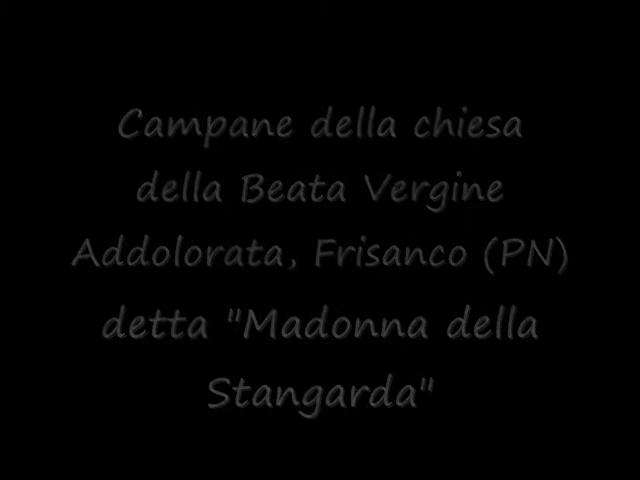 Campane della chiesa
della Beata Vergine
Addolorata, Frisanco (PN)
detta "Madonna della
Stangarda"